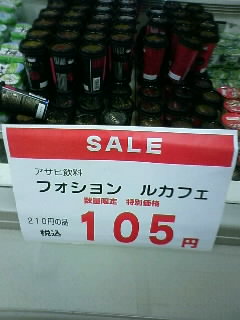 SALE
アサヒ飲料
フォション ルカフェ
数量限定 特別価格
210円の品
税込 105円